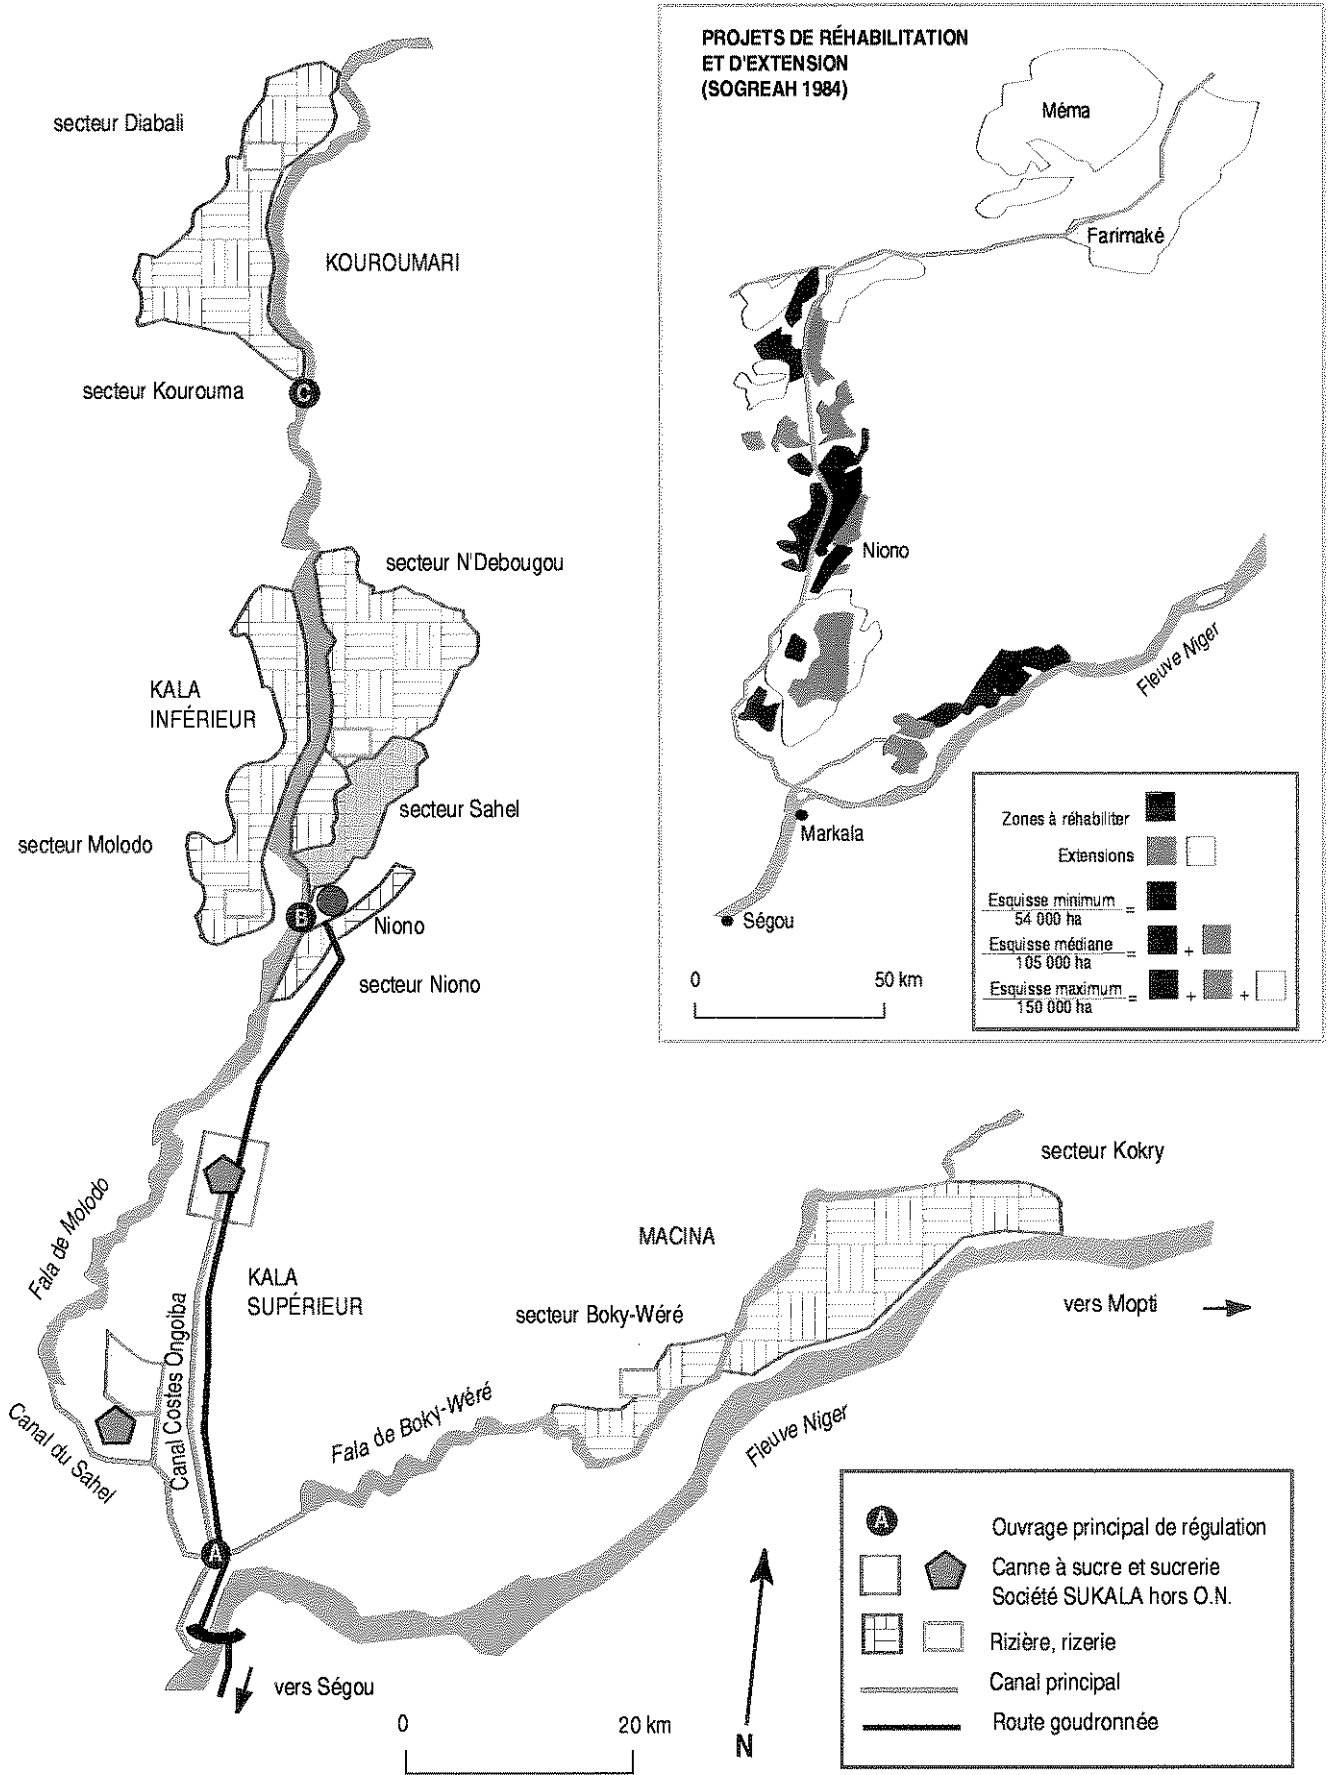 PROJETS DE RÉHABILITATION
ET D'EXTENSION
(SOGREAH 1984)
Méma
Farimaké
Niono
Fleuve Niger
Markala
Ségou
0 50 km
Zones à réhabiliter
Extensions
Esquisse minimum
54 000 ha
=
Esquisse médiane
105 000 ha
= +
Esquisse maximum
150 000 ha
= + +
secteur Diabali
KOUROUMARI
secteur Kourouma
C
secteur N'Debougou
KALA
INFÉRIEUR
secteur Sahel
secteur Molodo
B
Niono
secteur Niono
Fala de Molodo
KALA
SUPÉRIEUR
Canal Costes Ongoïba
Canal du Sahel
A
secteur Kokry
MACINA
secteur Boky-Wéré
vers Mopti
Fala de Boky-Wéré
Fleuve Niger
vers Ségou
0 20 km
N
A
Ouvrage principal de régulation
Canne à sucre et sucrerie
Société SUKALA hors O.N.
Rizière, rizerie
Canal principal
Route goudronnée